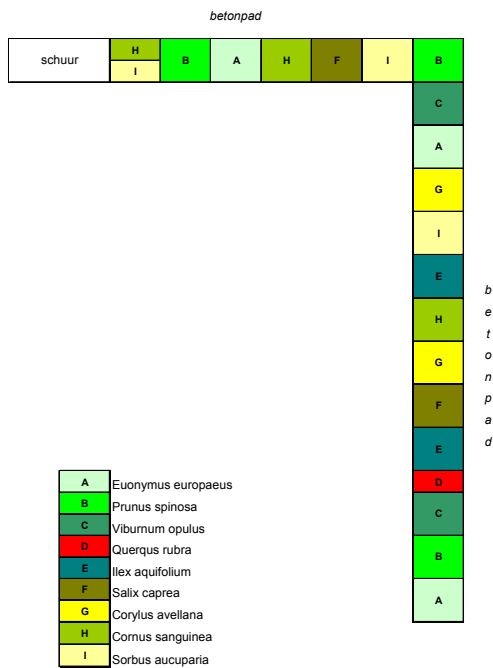 betonpad
schuur H B A H F I B
I
C
A
G
I
E
H
G
F
E
D
C
B
A
b
e
t
o
n
p
a
d
A Euonymus europaeus
B Prunus spinosa
C Viburnum opulus
D Querqus rubra
E Ilex aquifolium
F Salix caprea
G Corylus avellana
H Cornus sanguinea
I Sorbus aucuparia